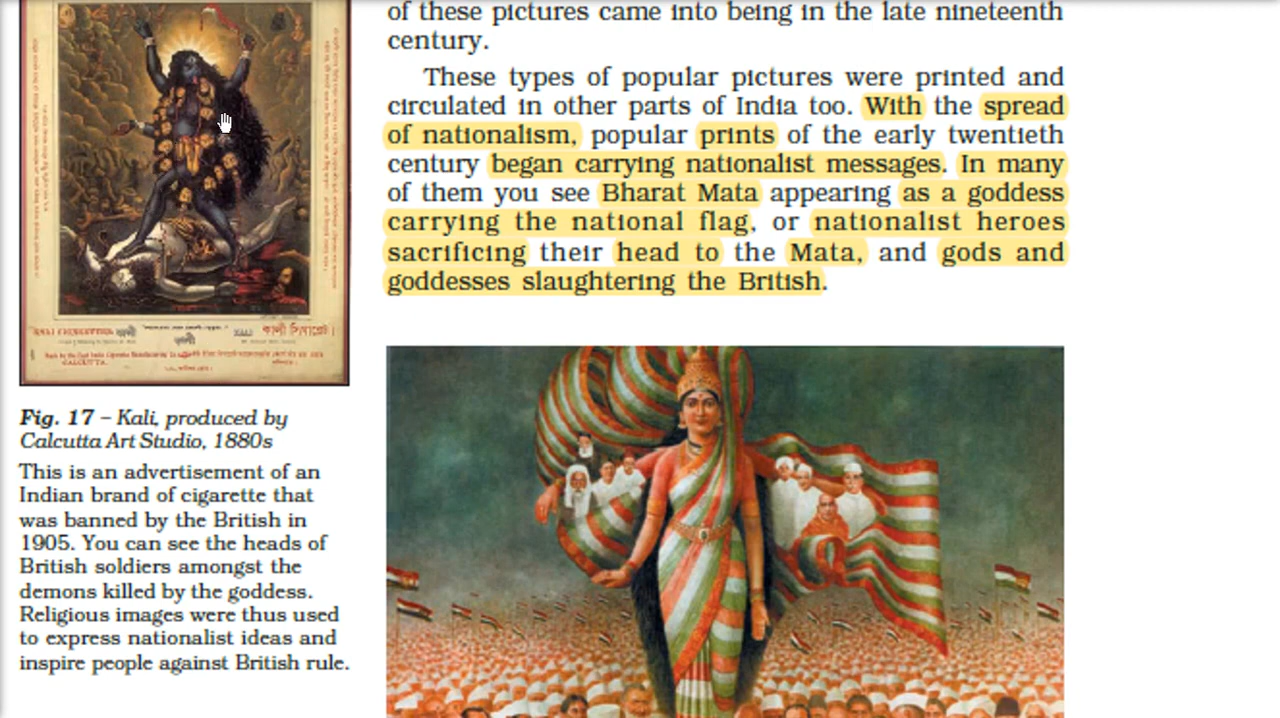 of these pictures came into being in the late nineteenth
century.
These types of popular pictures were printed and
circulated in other parts of India too. With the spread
of nationalism, popular prints of the early twentieth
century began carrying nationalist messages. In many
of them you see Bharat Mata appearing as a goddess
carrying the national flag, or nationalist heroes
sacrificing their head to the Mata, and gods and
goddesses slaughtering the British.
KALI CIGARETTES
কালী সিগারেট।
CALCUTTA.
Fig. 17 – Kali, produced by
Calcutta Art Studio, 1880s
This is an advertisement of an
Indian brand of cigarette that
was banned by the British in
1905. You can see the heads of
British soldiers amongst the
demons killed by the goddess.
Religious images were thus used
to express nationalist ideas and
inspire people against British rule.